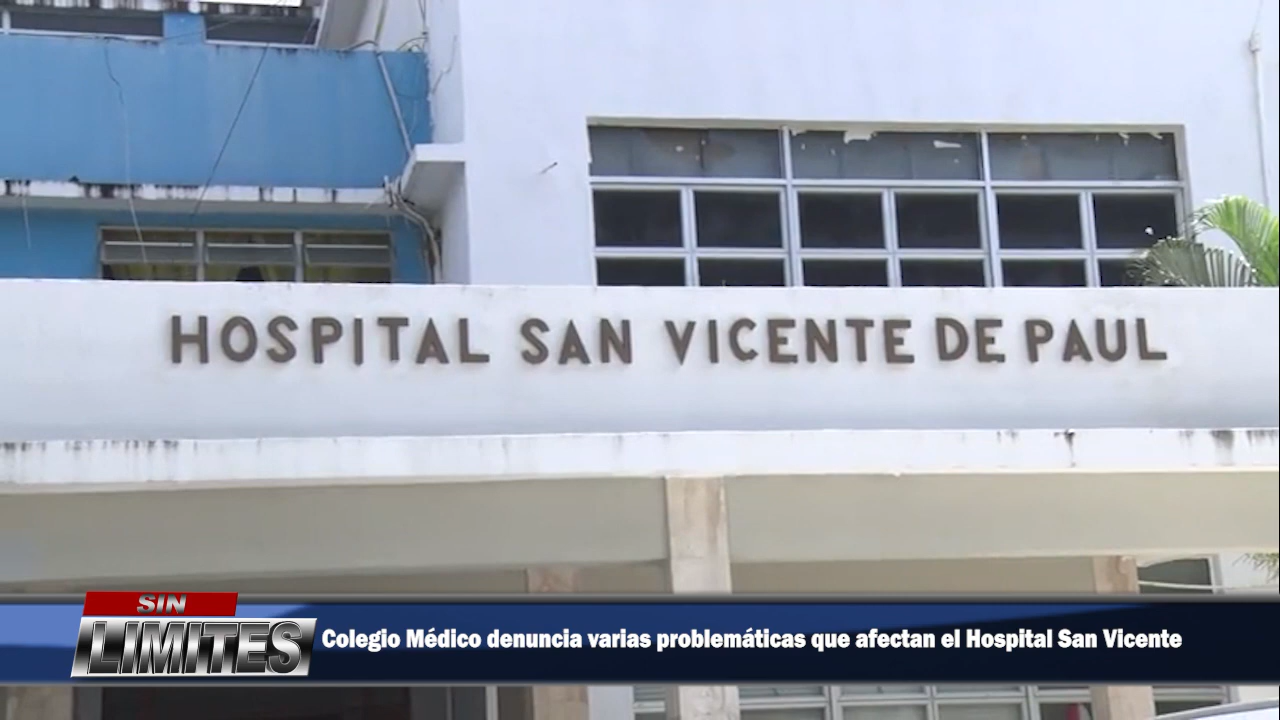 HOSPITAL SAN VICENTE DE PAUL
SIN
LIMITES
Colegio Médico denuncia varias problemáticas que afectan el Hospital San Vicente